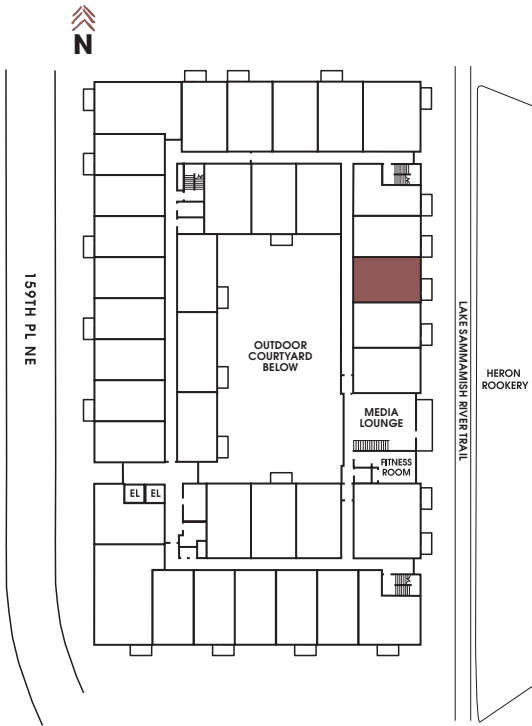 N
159TH PL NE
OUTDOOR
COURTYARD
BELOW
MEDIA
LOUNGE
FITNESS
ROOM
EL
EL
LAKE SAMMAMISH RIVER TRAIL
HERON
ROOKERY